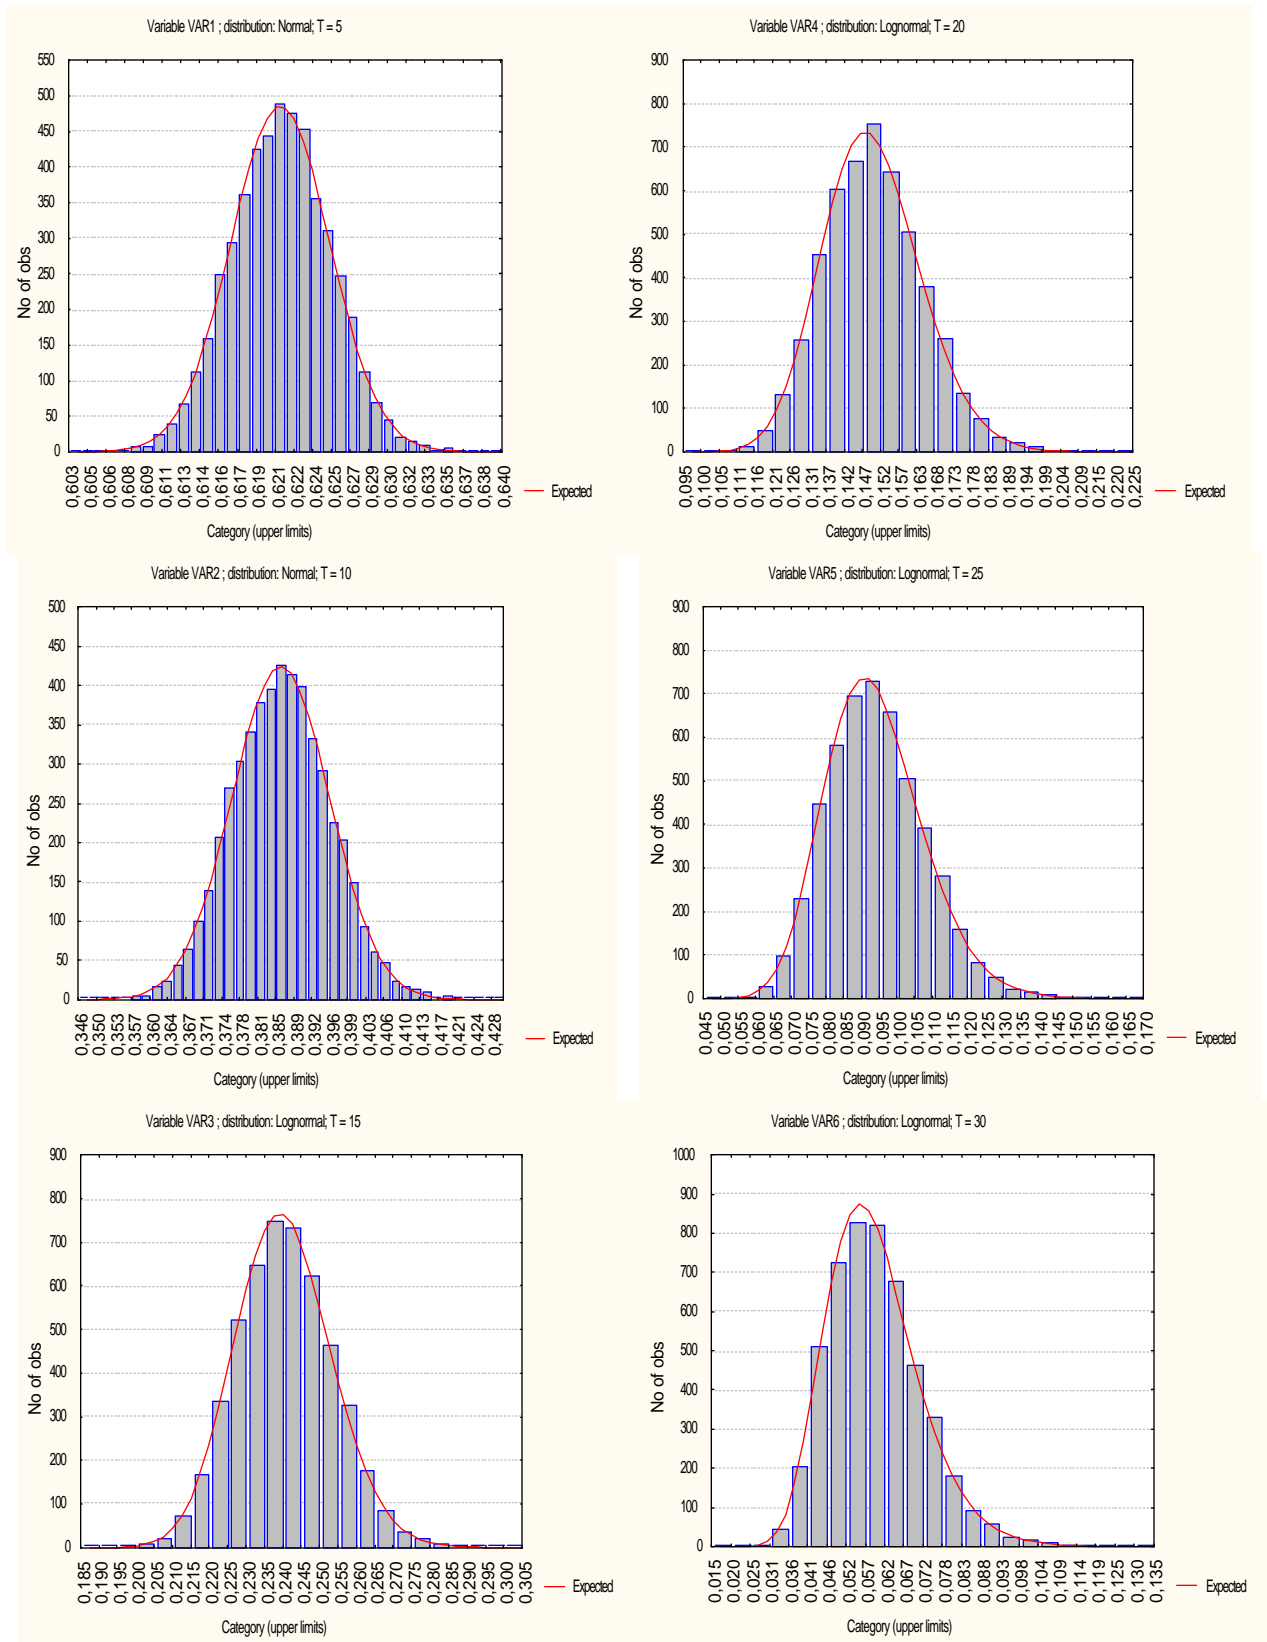 Variable VAR1 ; distribution: Normal; T = 5
550
500
450
400
350
300
250
200
150
100
50
0
No of obs
0,603 0,605 0,606 0,608 0,609 0,611 0,613 0,614 0,616 0,617 0,619 0,621 0,622 0,624 0,625 0,627 0,629 0,630 0,632 0,633 0,635 0,637 0,638 0,640
Expected
Category (upper limits)
Variable VAR4 ; distribution: Lognormal; T = 20
900
800
700
600
500
400
300
200
100
0
No of obs
0,095 0,100 0,105 0,111 0,116 0,121 0,126 0,131 0,137 0,142 0,147 0,152 0,157 0,163 0,168 0,173 0,178 0,183 0,189 0,194 0,199 0,204 0,209 0,215 0,220 0,225
Expected
Category (upper limits)
Variable VAR2 ; distribution: Normal; T = 10
500
450
400
350
300
250
200
150
100
50
0
No of obs
0,346 0,350 0,353 0,357 0,360 0,364 0,367 0,371 0,374 0,378 0,381 0,385 0,389 0,392 0,396 0,399 0,403 0,406 0,410 0,413 0,417 0,421 0,424 0,428
Expected
Category (upper limits)
Variable VAR5 ; distribution: Lognormal; T = 25
900
800
700
600
500
400
300
200
100
0
No of obs
0,045 0,050 0,055 0,060 0,065 0,070 0,075 0,080 0,085 0,090 0,095 0,100 0,105 0,110 0,115 0,120 0,125 0,130 0,135 0,140 0,145 0,150 0,155 0,160 0,165 0,170
Expected
Category (upper limits)
Variable VAR3 ; distribution: Lognormal; T = 15
900
800
700
600
500
400
300
200
100
0
No of obs
0,185 0,190 0,195 0,200 0,205 0,210 0,215 0,220 0,225 0,230 0,235 0,240 0,245 0,250 0,255 0,260 0,265 0,270 0,275 0,280 0,285 0,290 0,295 0,300 0,305
Expected
Category (upper limits)
Variable VAR6 ; distribution: Lognormal; T = 30
1000
900
800
700
600
500
400
300
200
100
0
No of obs
0,015 0,020 0,025 0,031 0,036 0,041 0,046 0,052 0,057 0,062 0,067 0,072 0,078 0,083 0,088 0,093 0,098 0,104 0,109 0,114 0,119 0,125 0,130 0,135
Expected
Category (upper limits)